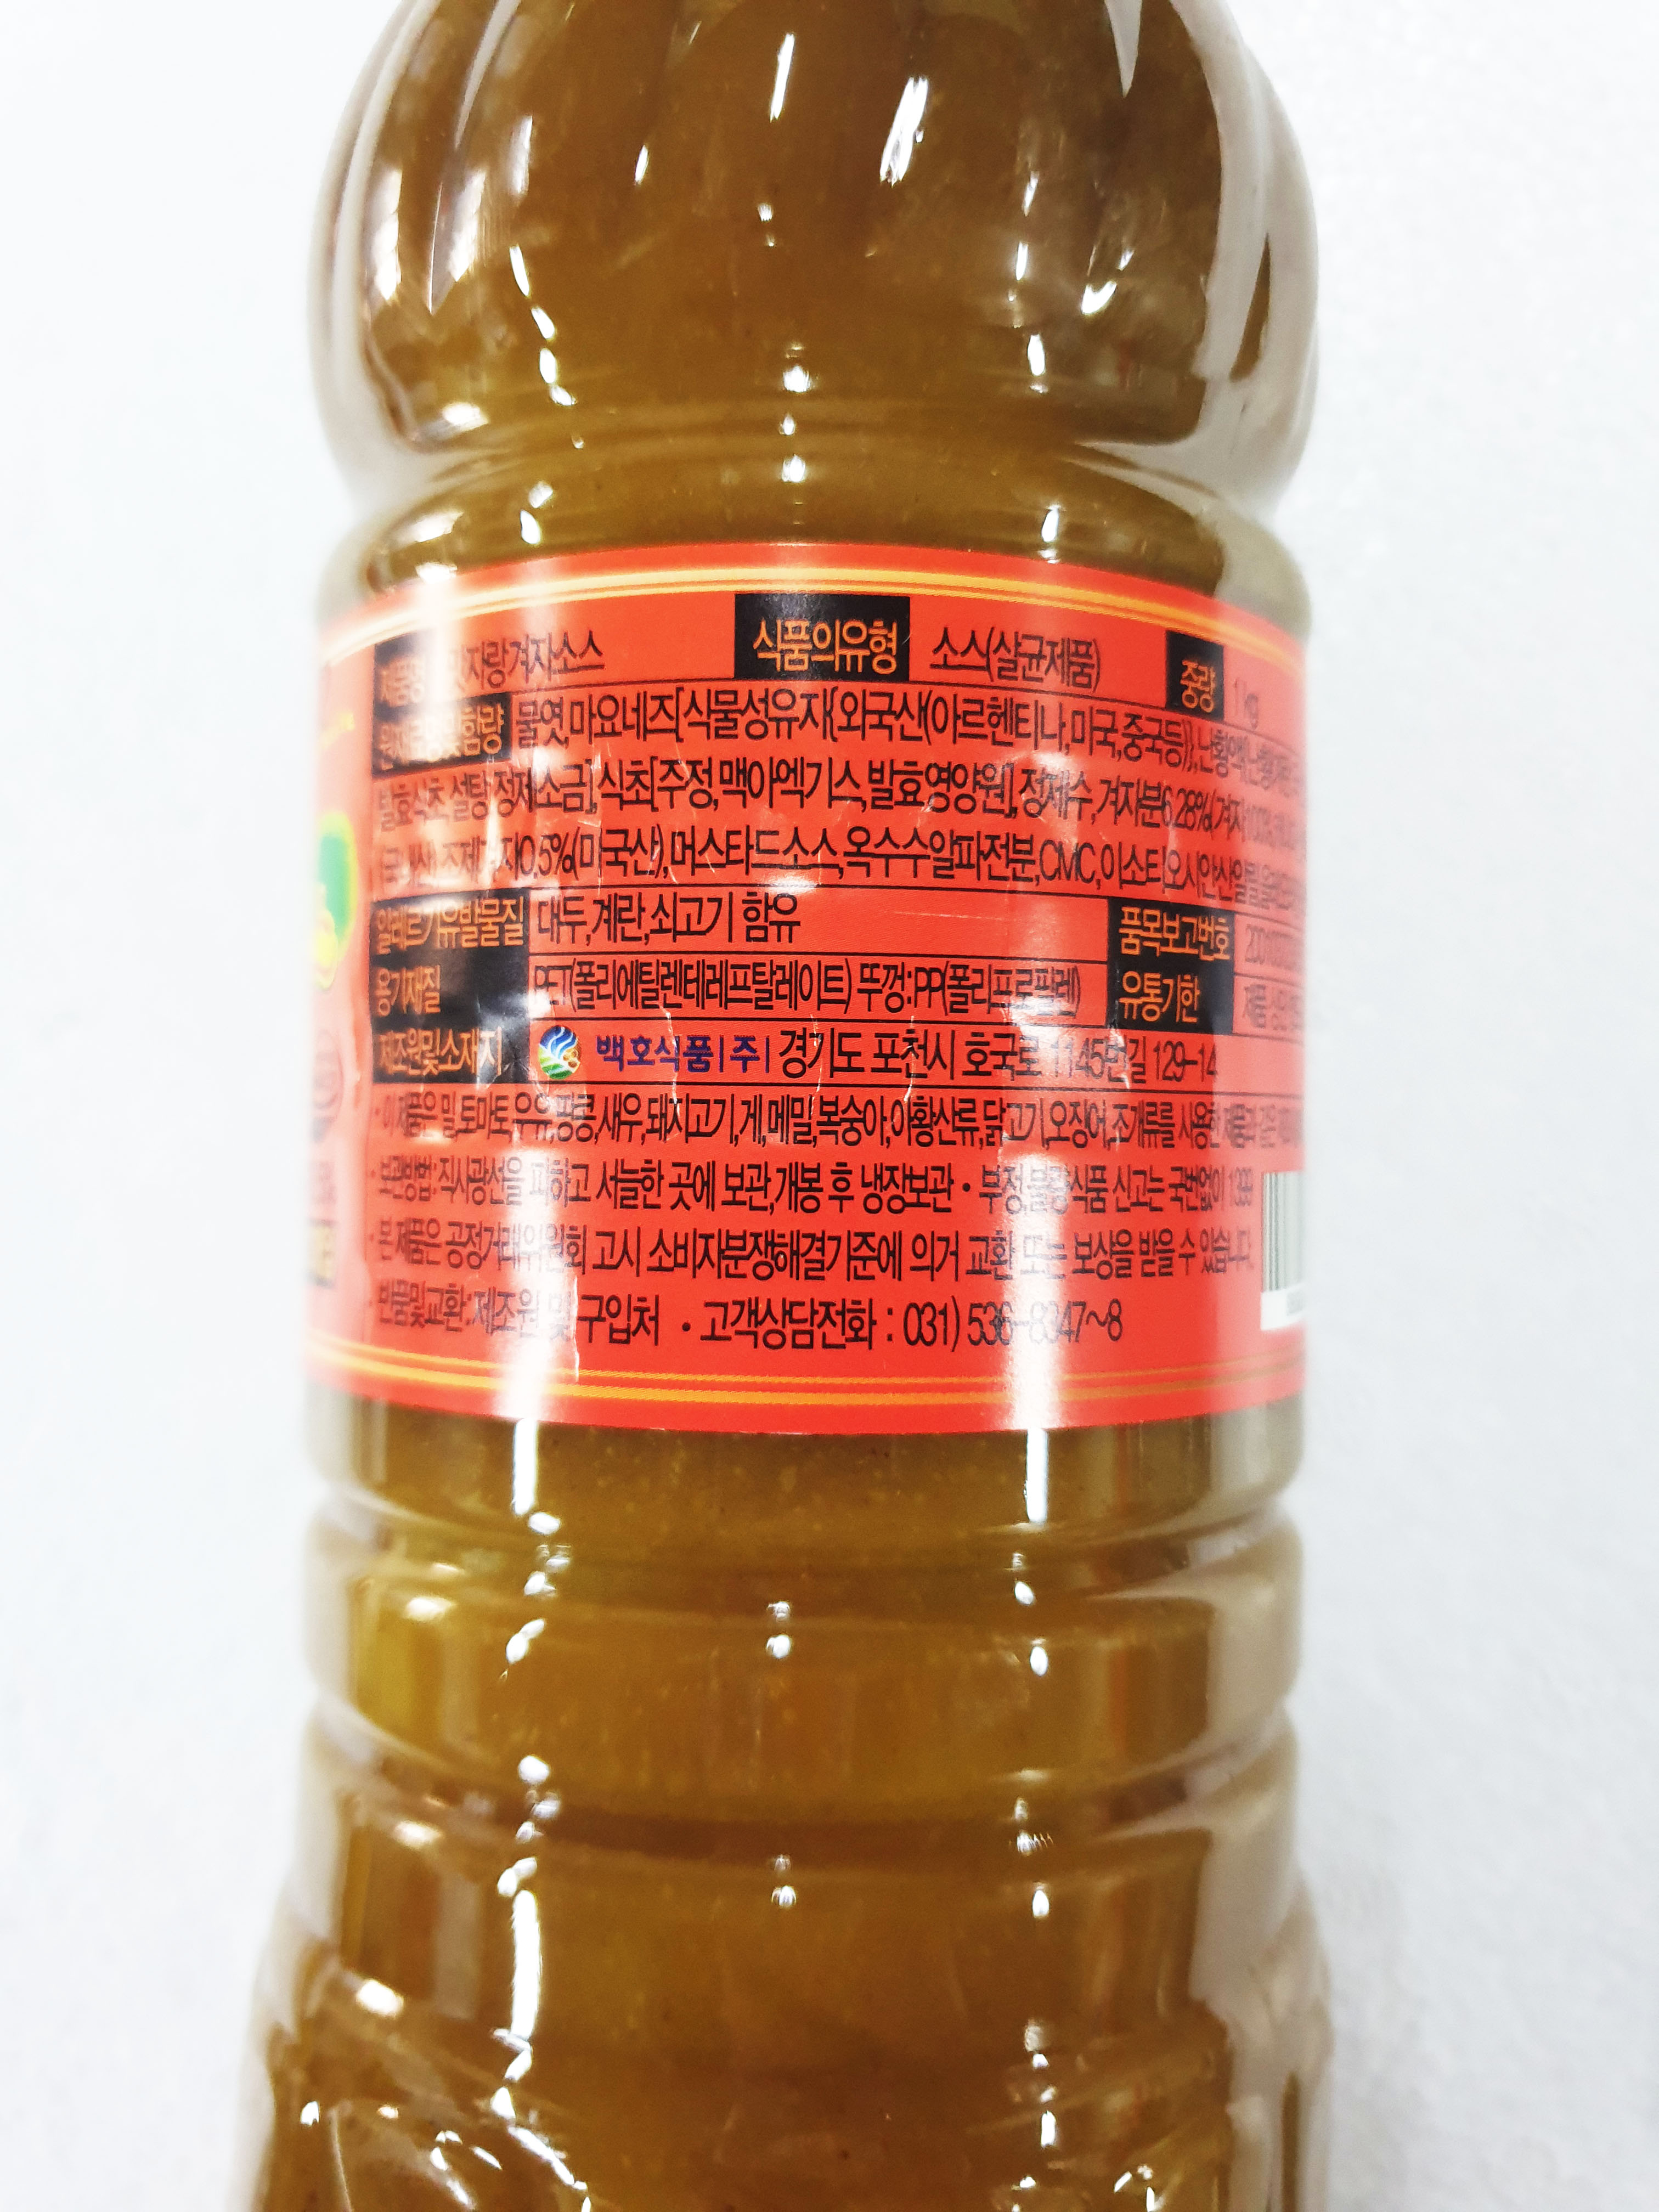 제품명 맛자랑겨자소스 식품의유형 소스(살균제품) 중량 1kg
원재료명및함량 물엿,마요네즈[식물성유지{외국산(아르헨티나,미국,중국등)},난황액
발효식초,설탕,정제소금],식초[주정,맥아엑기스,발효영양원],정제수,겨자분6.28%(겨자100%
0.5%(미국산),머스타드소스,옥수수알파전분,CMC,이소티오시안산알릴
알레르기유발물질 대두,계란,쇠고기 함유 품목보고번호
용기재질 PET(폴리에틸렌테레프탈레이트) 뚜껑:PP(폴리프로필렌) 유통기한
제조원및소재지 백호식품|주| 경기도 포천시 호국로 1145번길 129-14
·이제품은 밀,토마토,우유,땅콩,새우,돼지고기,게,메밀,복숭아,아황산류,닭고기,오징어,조개류를 사용한 제품과 같은
·보관방법:직사광선을 피하고 서늘한 곳에 보관,개봉 후 냉장보관 ·부정,불량식품 신고는 국번없이 1399
·본 제품은 공정거래위원회 고시 소비자분쟁해결기준에 의거 교환 또는 보상을 받을 수 있습니다.
·반품및교환:제조원 및 구입처 ·고객상담전화 : 031) 536-8347~8